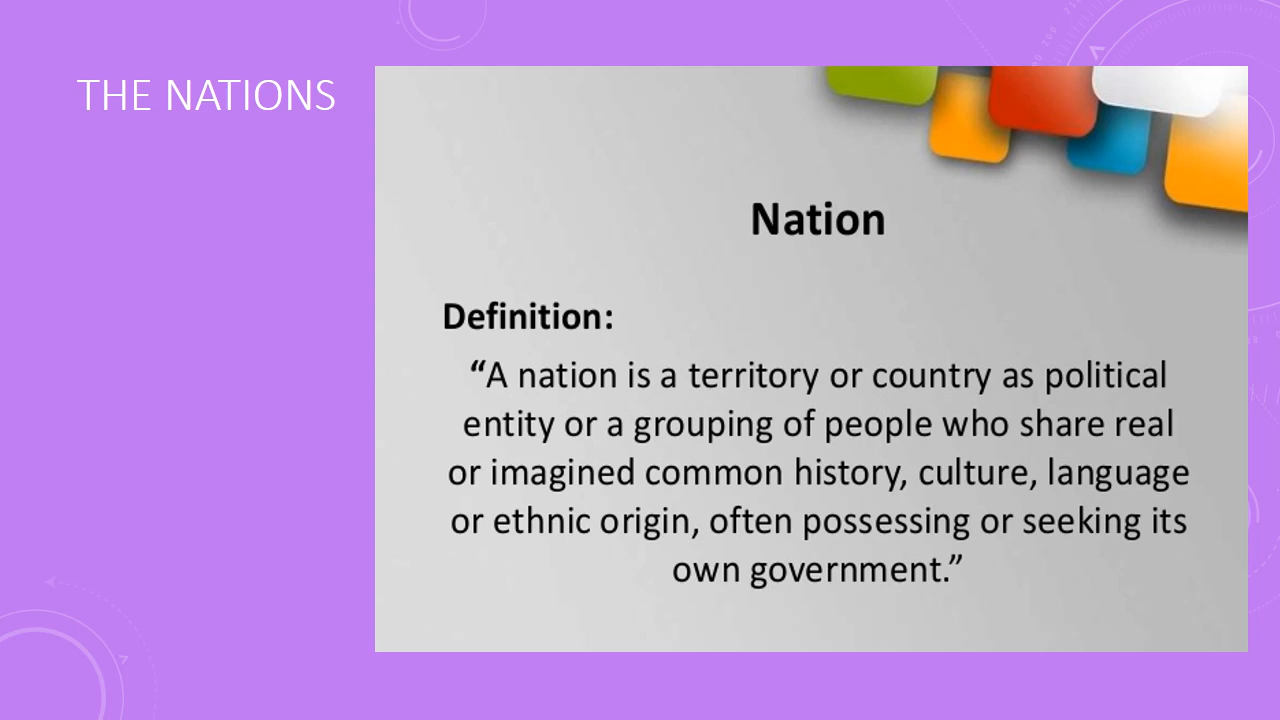 THE NATIONS
Nation
Definition:
“A nation is a territory or country as political
entity or a grouping of people who share real
or imagined common history, culture, language
or ethnic origin, often possessing or seeking its
own government.”